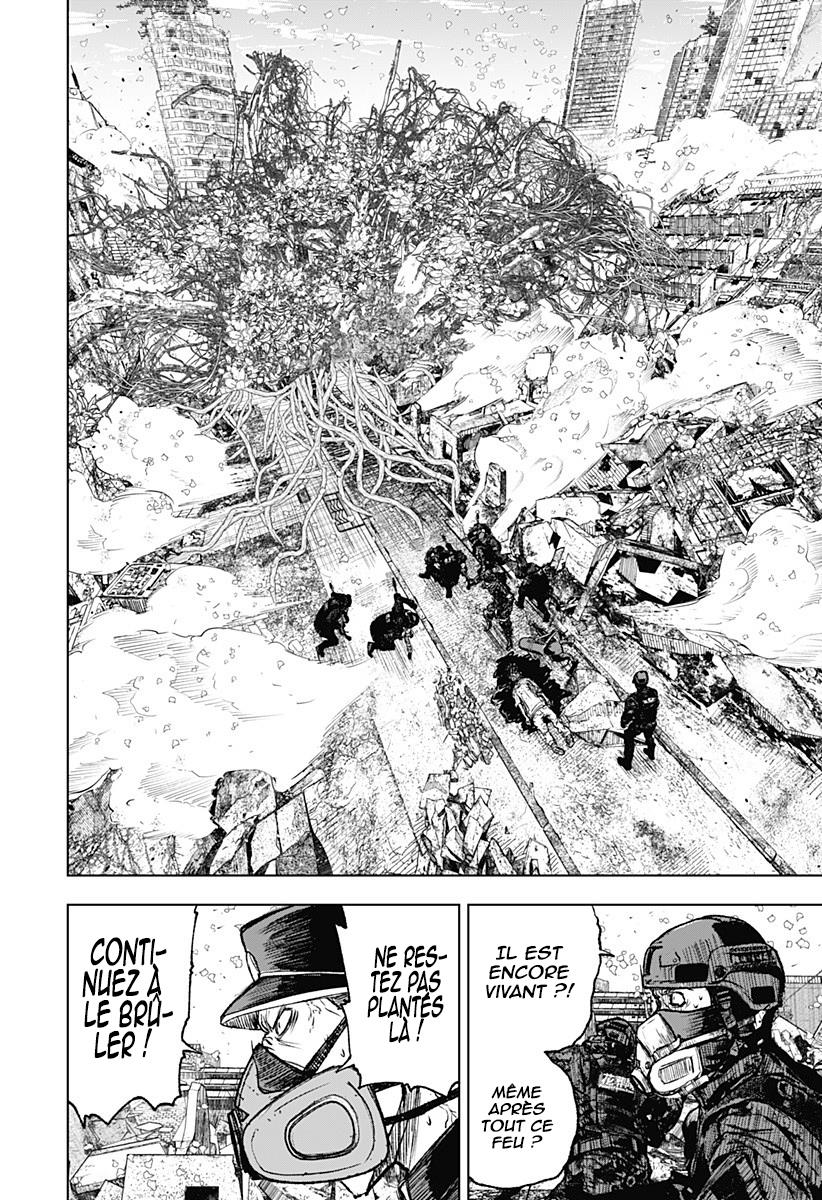 IL EST
ENCORE
VIVANT ?!
MÊME
APRÈS
TOUT CE
FEU ?
NE RES-
TEZ PAS
PLANTÉS
LÀ !
CONTI-
NUEZ À
LE BRÛ-
LER !